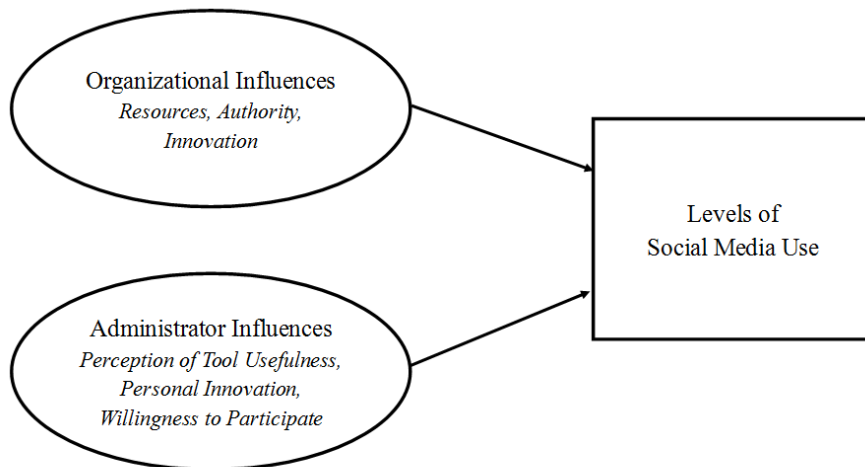 Organizational Influences
Resources, Authority,
Innovation
Levels of
Social Media Use
Administrator Influences
Perception of Tool Usefulness,
Personal Innovation,
Willingness to Participate